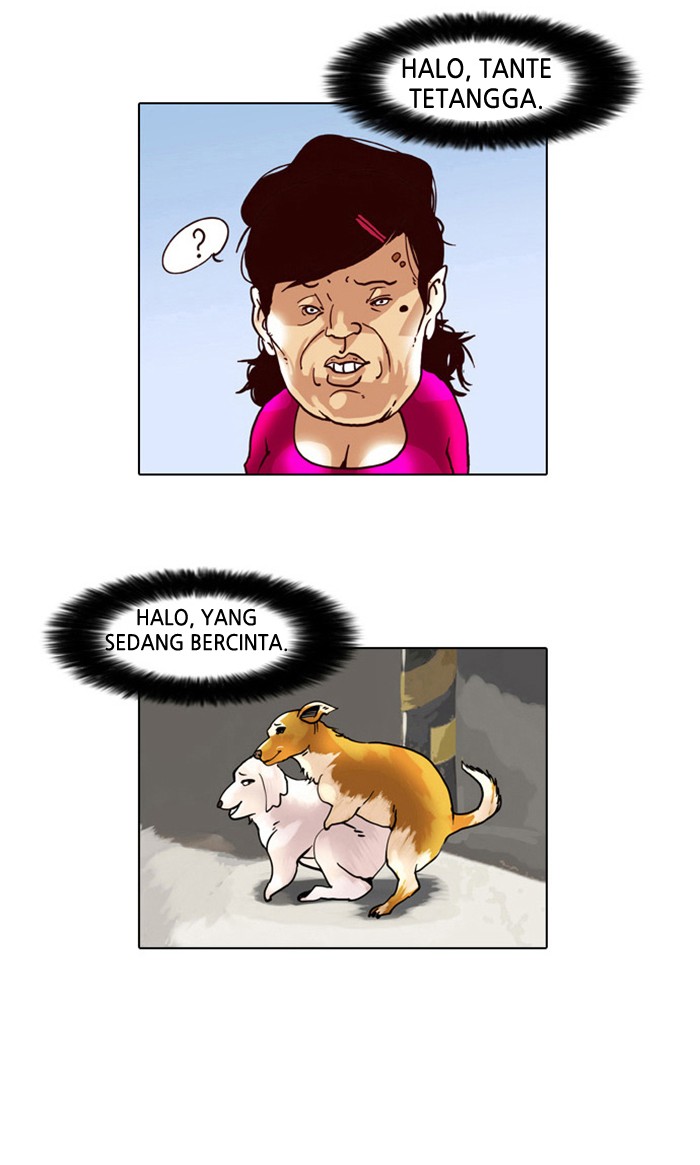 HALO, TANTE
TETANGGA.
?
HALO, YANG
SEDANG BERCINTA.